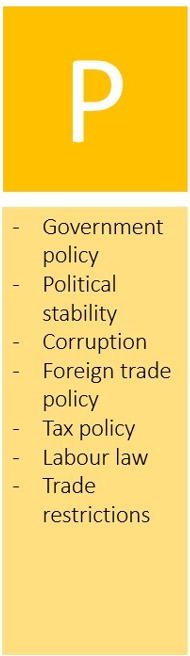 P
- Government
policy
- Political
stability
- Corruption
- Foreign trade
policy
- Tax policy
- Labour law
- Trade
restrictions